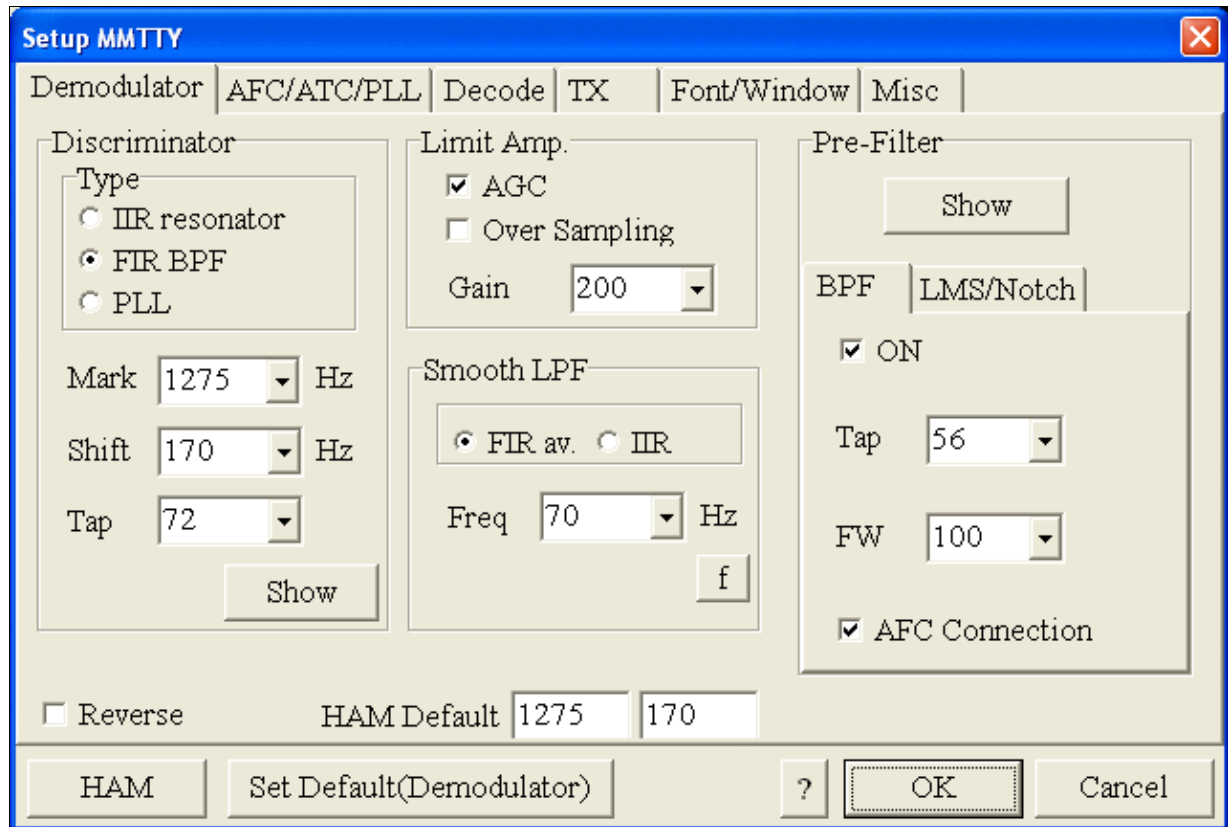 Setup MMTTY
Demodulator AFC/ATC/PLL Decode TX Font/Window Misc
Discriminator
Type
IIR resonator
FIR BPF
PLL
Mark 1275 Hz
Shift 170 Hz
Tap 72
Show
Limit Amp.
AGC
Over Sampling
Gain 200
Smooth LPF
FIR av. IIR
Freq 70 Hz
f
Pre-Filter
Show
BPF LMS/Notch
ON
Tap 56
FW 100
AFC Connection
Reverse HAM Default 1275 170
HAM Set Default(Demodulator) ? OK Cancel